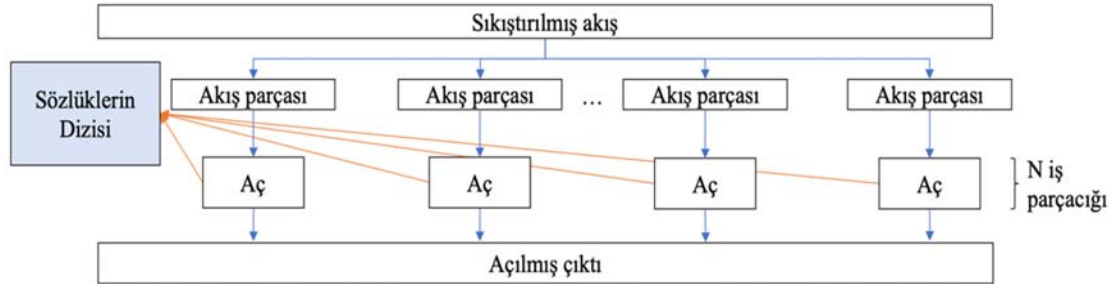 Sıkıştırılmış akış
Sözlüklerin
Dizisi
Akış parçası
Akış parçası
...
Akış parçası
Akış parçası
Aç
Aç
Aç
Aç
N iş
parçacığı
Açılmış çıktı